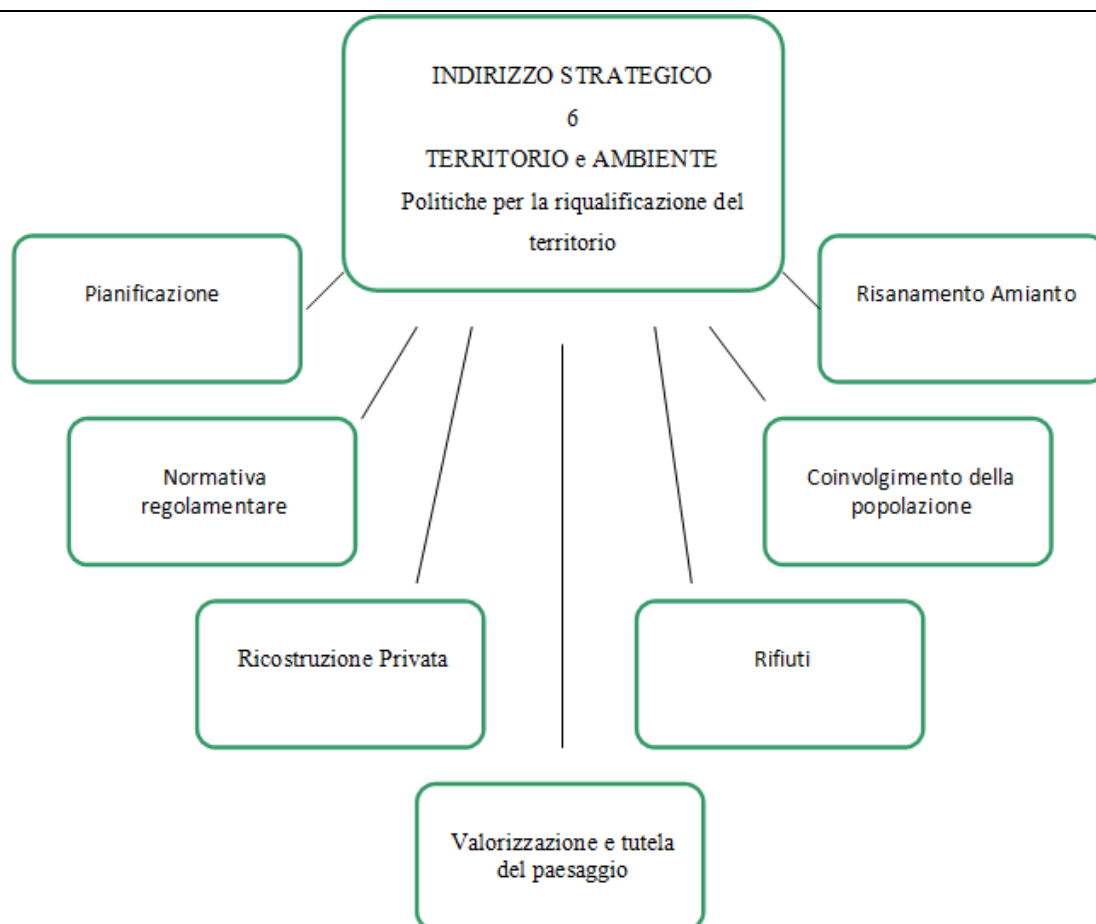 INDIRIZZO STRATEGICO
6
TERRITORIO e AMBIENTE
Politiche per la riqualificazione del
territorio
Pianificazione
Risanamento Amianto
Normativa
regolamentare
Coinvolgimento della
popolazione
Ricostruzione Privata
Rifiuti
Valorizzazione e tutela
del paesaggio